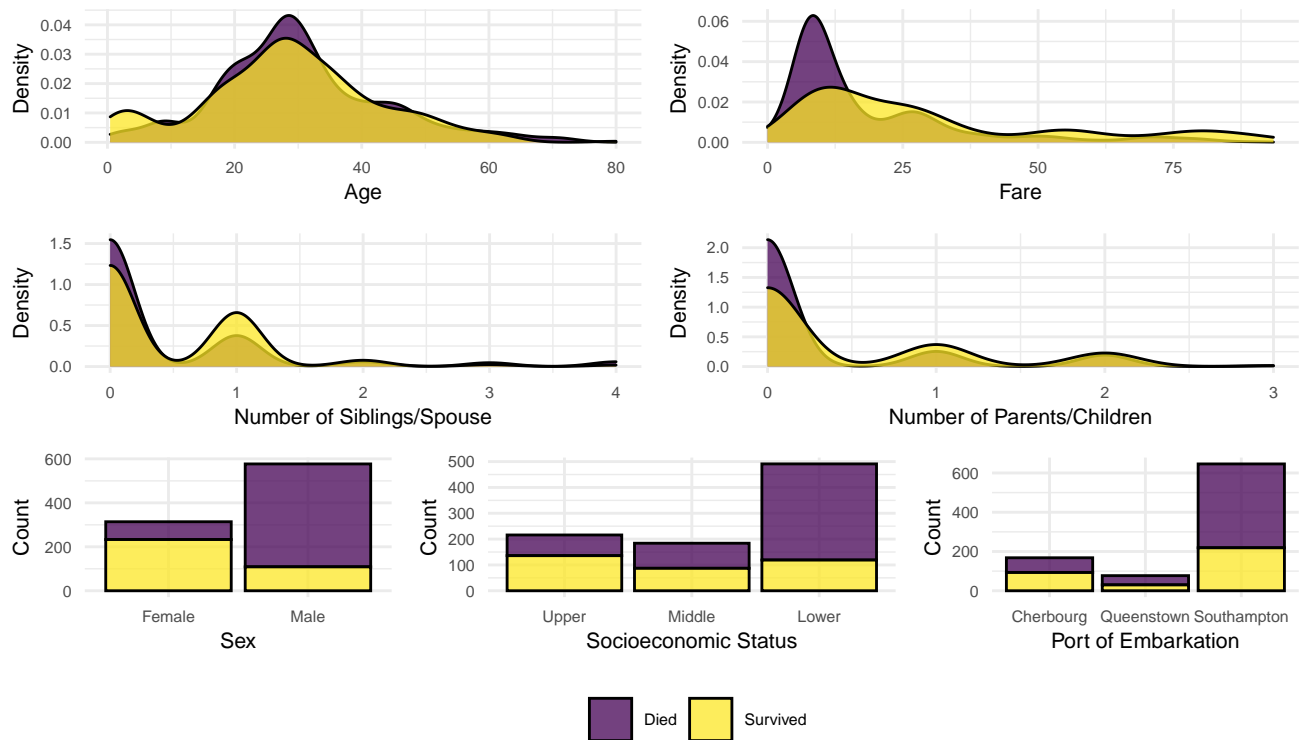 Density
0.04
0.03
0.02
0.01
0.00
0 20 40 60 80
Age
Density
0.06
0.04
0.02
0.00
0 25 50 75
Fare
Density
1.5
1.0
0.5
0.0
0 1 2 3 4
Number of Siblings/Spouse
Density
2.0
1.5
1.0
0.5
0.0
0 1 2 3
Number of Parents/Children
Count
600
400
200
0
Female Male
Sex
Count
500
400
300
200
100
0
Upper Middle Lower
Socioeconomic Status
Count
600
400
200
0
Cherbourg Queenstown Southampton
Port of Embarkation
Died Survived